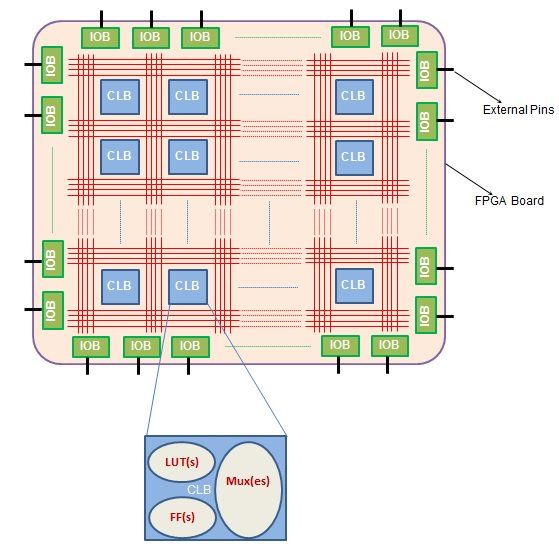 IOB IOB IOB IOB IOB
IOB IOB
CLB CLB CLB
External Pins
IOB IOB
CLB CLB CLB
FPGA Board
IOB IOB
CLB CLB CLB
IOB IOB
IOB IOB IOB IOB IOB
LUT(s)
Mux(es)
CLB
FF(s)